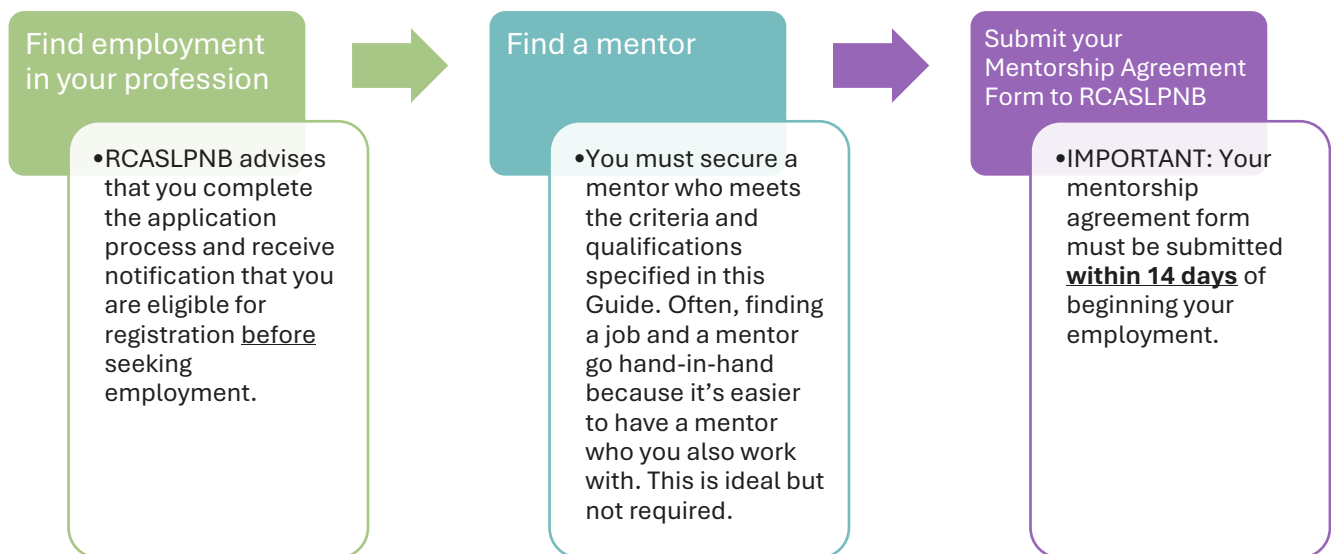 Find employment
in your profession
•RCASLPNB advises
that you complete
the application
process and receive
notification that you
are eligible for
registration before
seeking
employment.
Find a mentor
•You must secure a
mentor who meets
the criteria and
qualifications
specified in this
Guide. Often, finding
a job and a mentor
go hand-in-hand
because it’s easier
to have a mentor
who you also work
with. This is ideal but
not required.
Submit your
Mentorship Agreement
Form to RCASLPNB
•IMPORTANT: Your
mentorship
agreement form
must be submitted
within 14 days of
beginning your
employment.